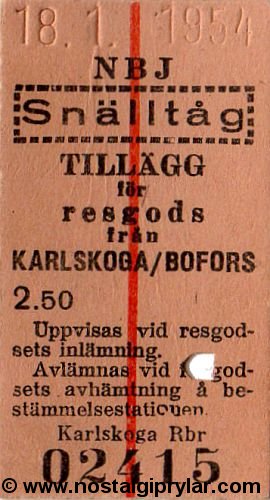 18. 1. 1954
NBJ
Snälltåg
TILLÄGG
för
resgods
från
KARLSKOGA/BOFORS
2.50
Uppvisas vid resgod-
sets inlämning.
Avlämnas vid godsets avhämtning å be-
stämmelsestationen.
Karlskoga Rbr
02415
© www.nostalgiprylar.com